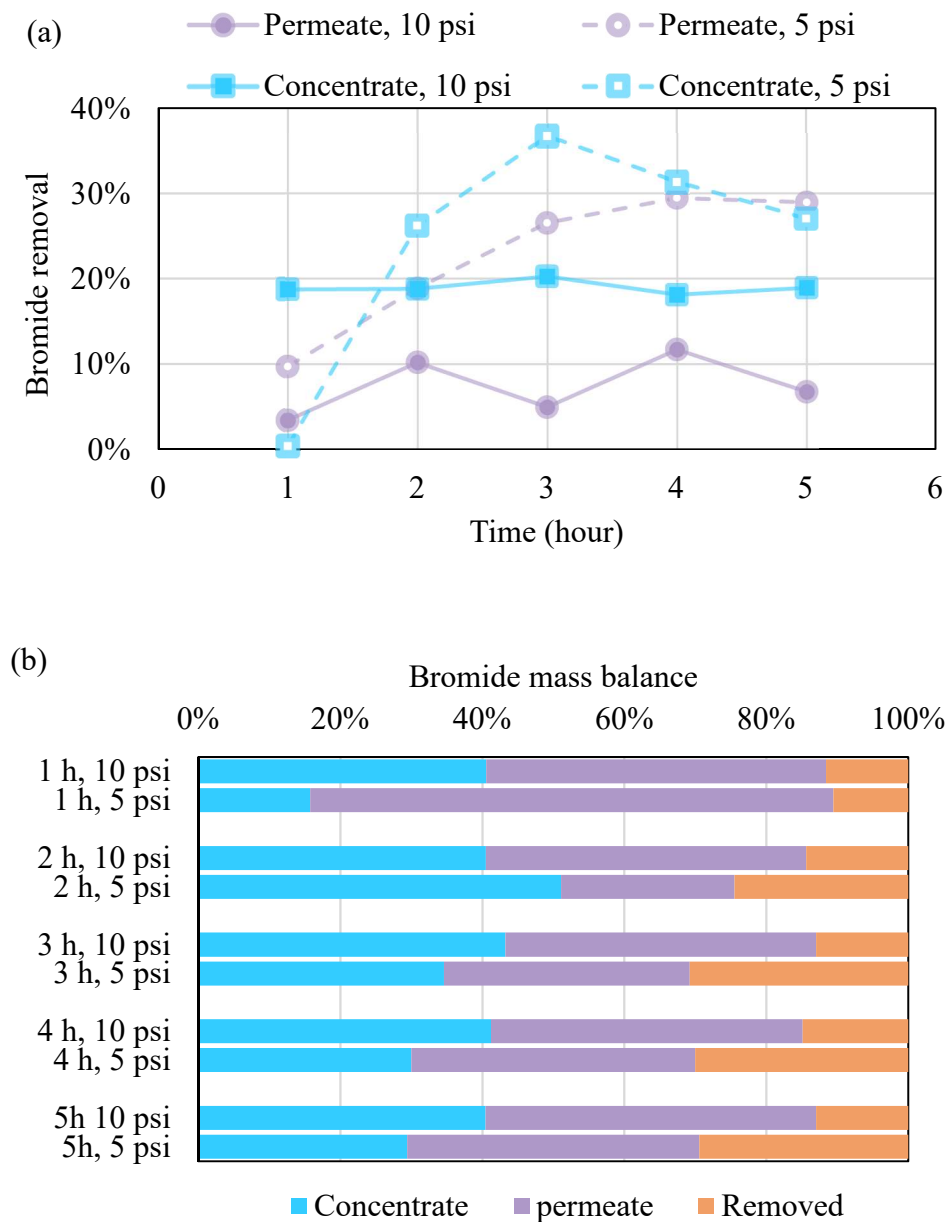 (a)
Permeate, 10 psi
Permeate, 5 psi
Concentrate, 10 psi
Concentrate, 5 psi
40%
30%
20%
10%
0%
Bromide removal
0 1 2 3 4 5 6
Time (hour)
(b)
Bromide mass balance
0% 20% 40% 60% 80% 100%
1 h, 10 psi
1 h, 5 psi
2 h, 10 psi
2 h, 5 psi
3 h, 10 psi
3 h, 5 psi
4 h, 10 psi
4 h, 5 psi
5h 10 psi
5h, 5 psi
Concentrate permeate Removed